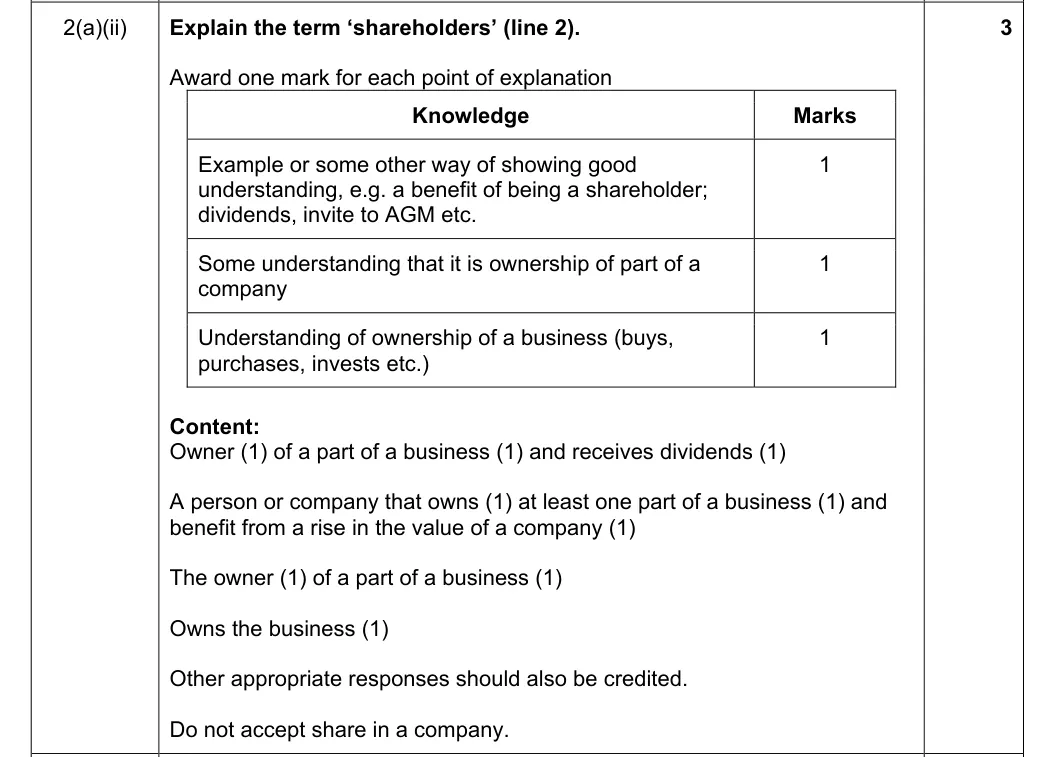 2(a)(ii) Explain the term ‘shareholders’ (line 2). 3
Award one mark for each point of explanation
Knowledge Marks
Example or some other way of showing good 1
understanding, e.g. a benefit of being a shareholder;
dividends, invite to AGM etc.
Some understanding that it is ownership of part of a 1
company
Understanding of ownership of a business (buys, 1
purchases, invests etc.)
Content:
Owner (1) of a part of a business (1) and receives dividends (1)
A person or company that owns (1) at least one part of a business (1) and
benefit from a rise in the value of a company (1)
The owner (1) of a part of a business (1)
Owns the business (1)
Other appropriate responses should also be credited.
Do not accept share in a company.